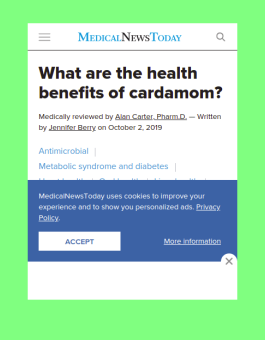 MEDICALNEWSTODAY
What are the health
benefits of cardamom?
Medically reviewed by Alan Carter, Pharm.D. — Written
by Jennifer Berry on October 2, 2019
Antimicrobial
Metabolic syndrome and diabetes
MedicalNewsToday uses cookies to improve your
experience and to show you personalized ads. Privacy
Policy.
ACCEPT
More information